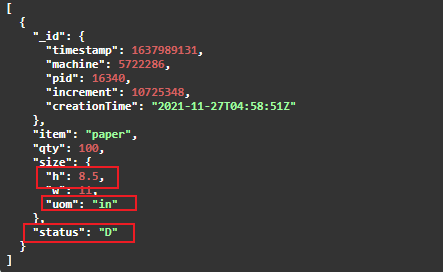 [
{
"_id": {
"timestamp": 1637989131,
"machine": 5722286,
"pid": 16340,
"increment": 10725348,
"creationTime": "2021-11-27T04:58:51Z"
},
"item": "paper",
"qty": 100,
"size": {
"h": 8.5,
"w": 11,
"uom": "in"
},
"status": "D"
}
]